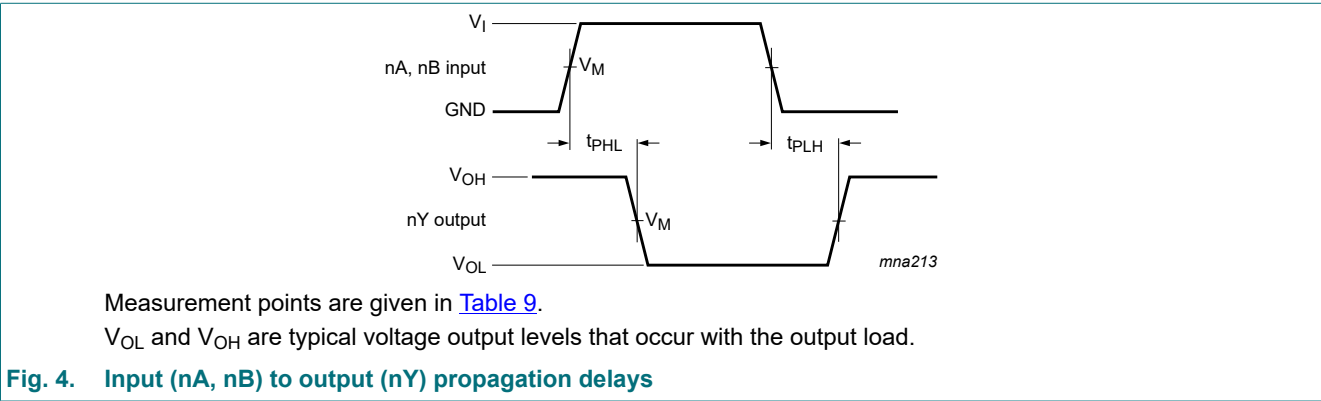 VI
nA, nB input
VM
GND
tPHL
tPLH
VOH
nY output
VM
VOL
mna213
Measurement points are given in Table 9.
VOL and VOH are typical voltage output levels that occur with the output load.
Fig. 4. Input (nA, nB) to output (nY) propagation delays